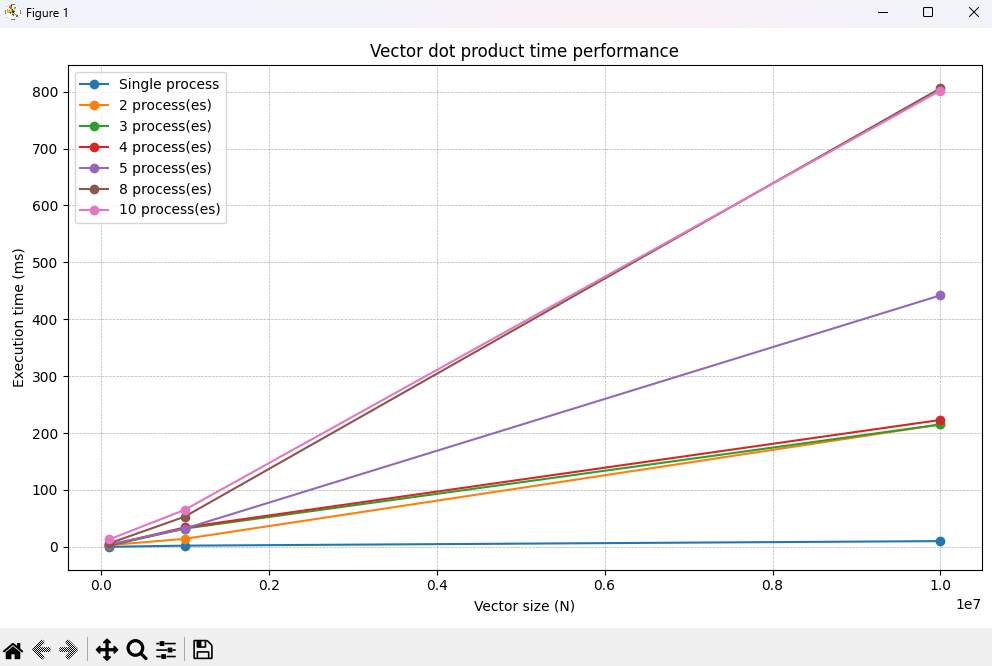 Figure 1
Vector dot product time performance
Single process
2 process(es)
3 process(es)
4 process(es)
5 process(es)
8 process(es)
10 process(es)
800
700
600
500
400
300
200
100
0
Execution time (ms)
0.0 0.2 0.4 0.6 0.8 1.0
1e7
Vector size (N)